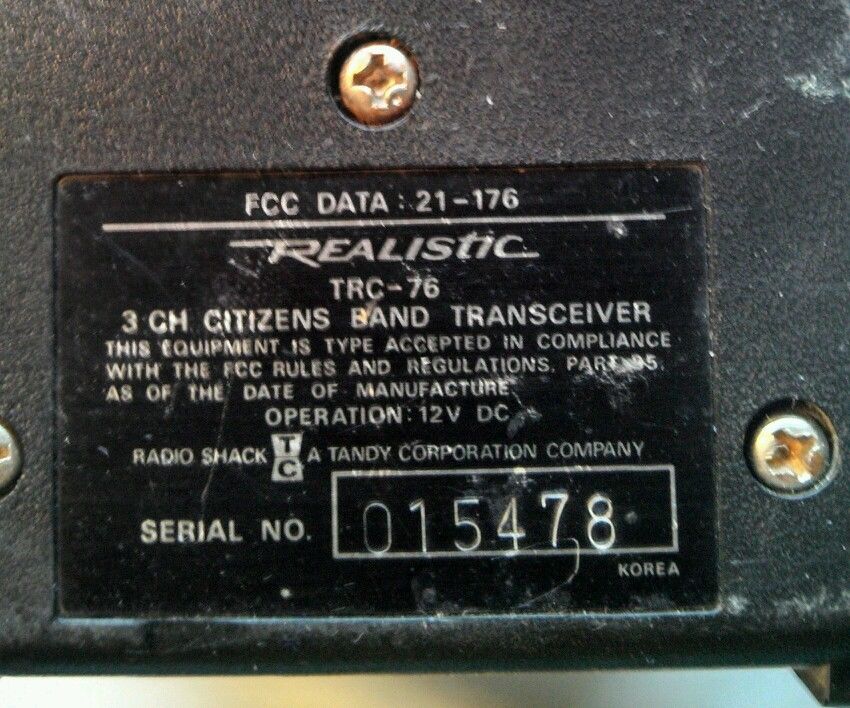 FCC DATA : 21-176
REALISTIC
TRC-76
3 CH CITIZENS BAND TRANSCEIVER
THIS EQUIPMENT IS TYPE ACCEPTED IN COMPLIANCE
WITH THE FCC RULES AND REGULATIONS. PART 95.
AS OF THE DATE OF MANUFACTURE
OPERATION: 12V DC
RADIO SHACK TC A TANDY CORPORATION COMPANY
SERIAL NO. 015478
KOREA